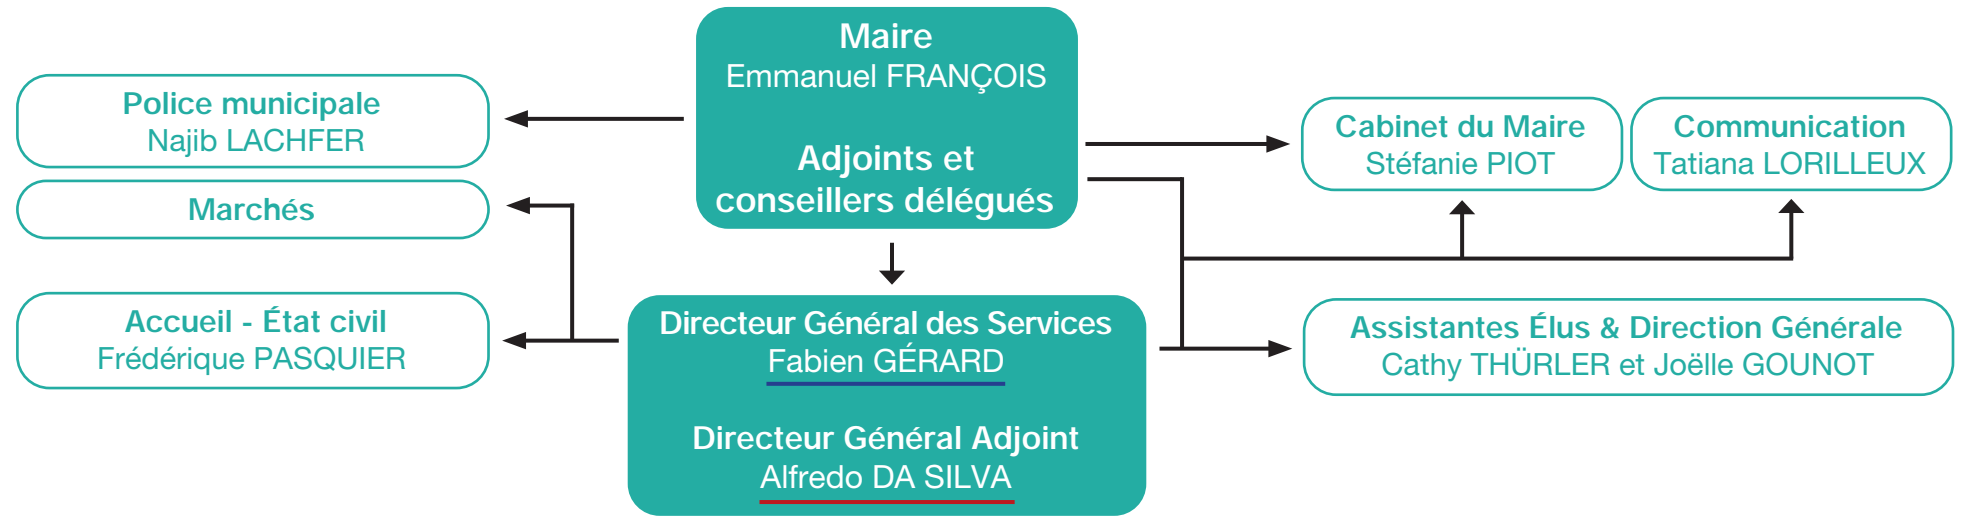 Maire
Emmanuel FRANÇOIS
Adjoints et
conseillers délégués
Police municipale
Najib LACHFER
Marchés
Accueil - État civil
Frédérique PASQUIER
Cabinet du Maire
Stéfanie PIOT
Communication
Tatiana LORILLEUX
Directeur Général des Services
Fabien GÉRARD
Directeur Général Adjoint
Alfredo DA SILVA
Assistantes Élus & Direction Générale
Cathy THÜRLER et Joëlle GOUNOT